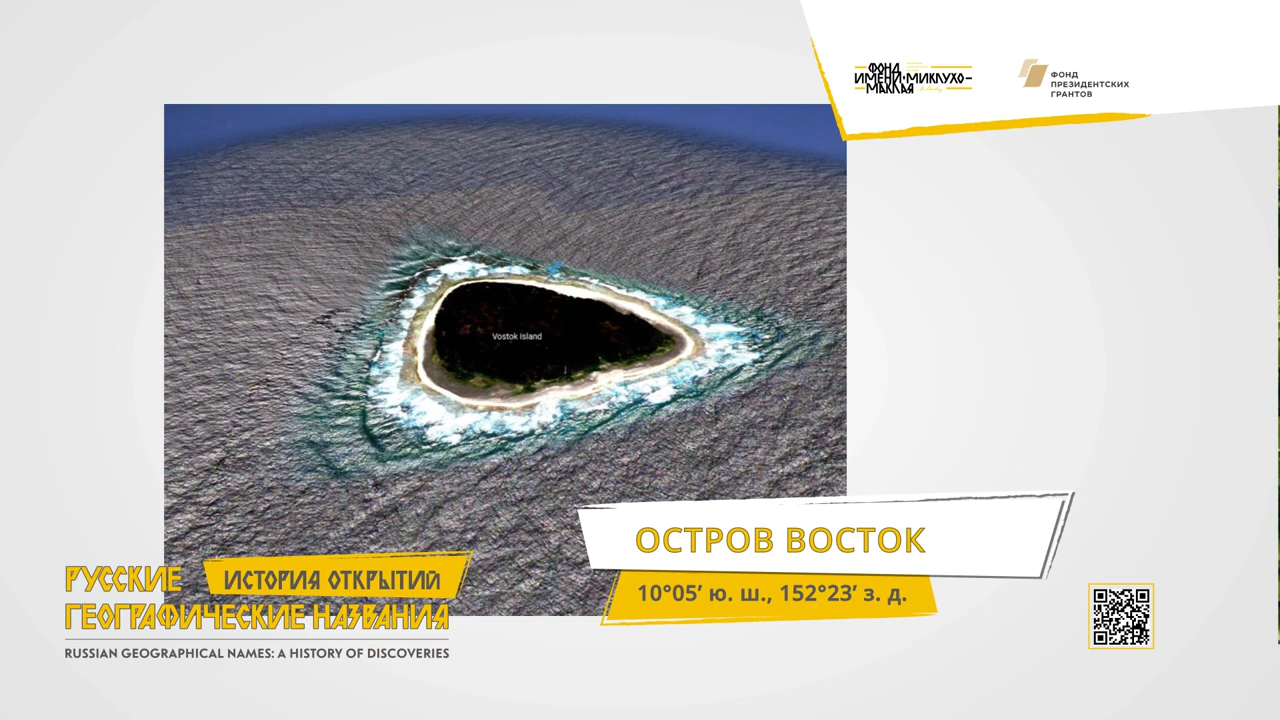 ФОНД
ИМЕНИ·МИКЛУХО-
МАКЛАЯ
ФОНД
ПРЕЗИДЕНТСКИХ
ГРАНТОВ
Vostok Island
ОСТРОВ ВОСТОК
10°05′ ю. ш., 152°23′ з. д.
РУССКИЕ
ИСТОРИЯ ОТКРЫТИЙ
ГЕОГРАФИЧЕСКИЕ НАЗВАНИЯ
RUSSIAN GEOGRAPHICAL NAMES: A HISTORY OF DISCOVERIES